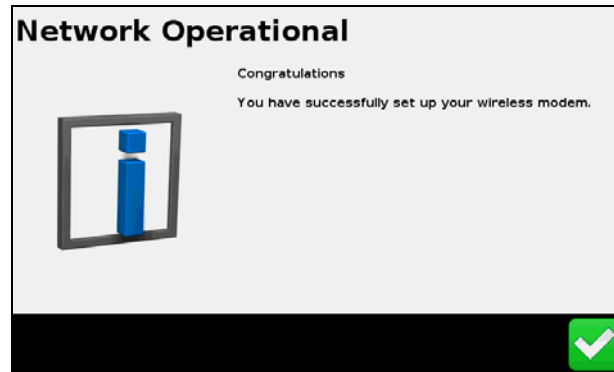 Network Operational
Congratulations
You have successfully set up your wireless modem.